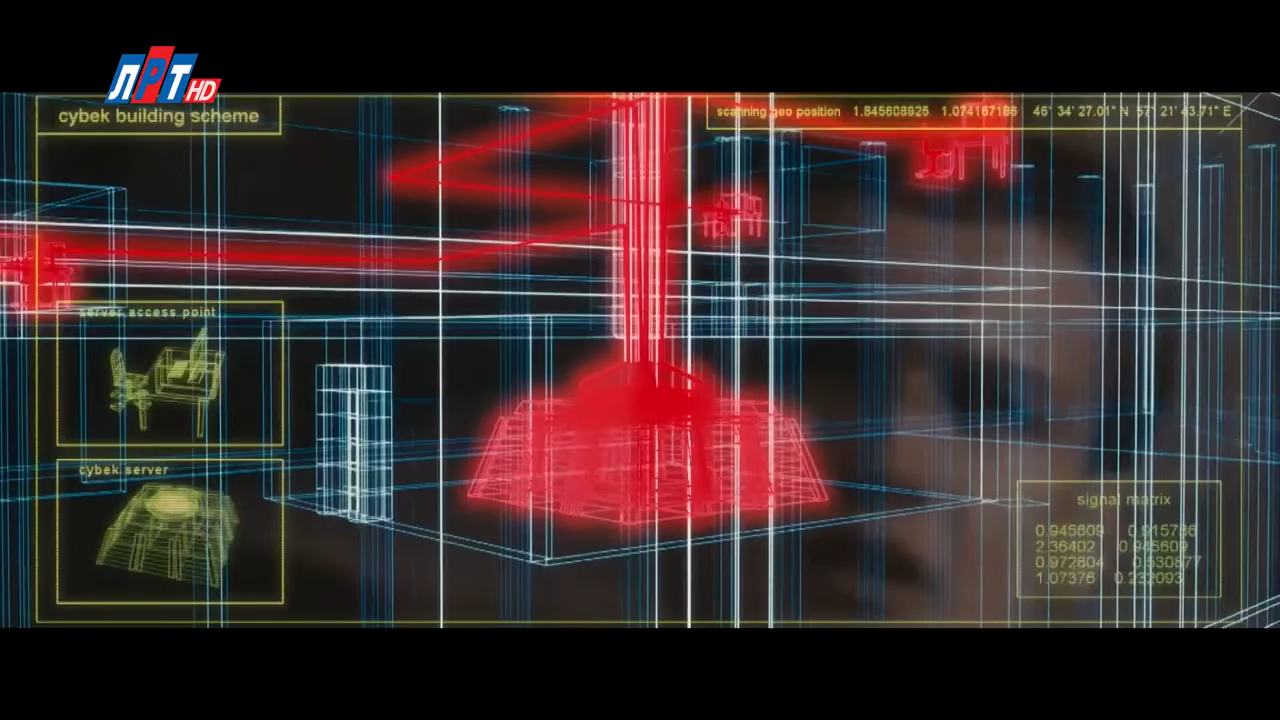 ЛРТ HD
cybek building scheme
scanning geo position 1.845608926 1.074167186 46° 34' 27.01" N 57° 21' 43.71" E
server access point
cybek server
signal matrix
0.945609 0.915786
2.36402 0.945609
0.972804 0.530877
1.07376 0.232093